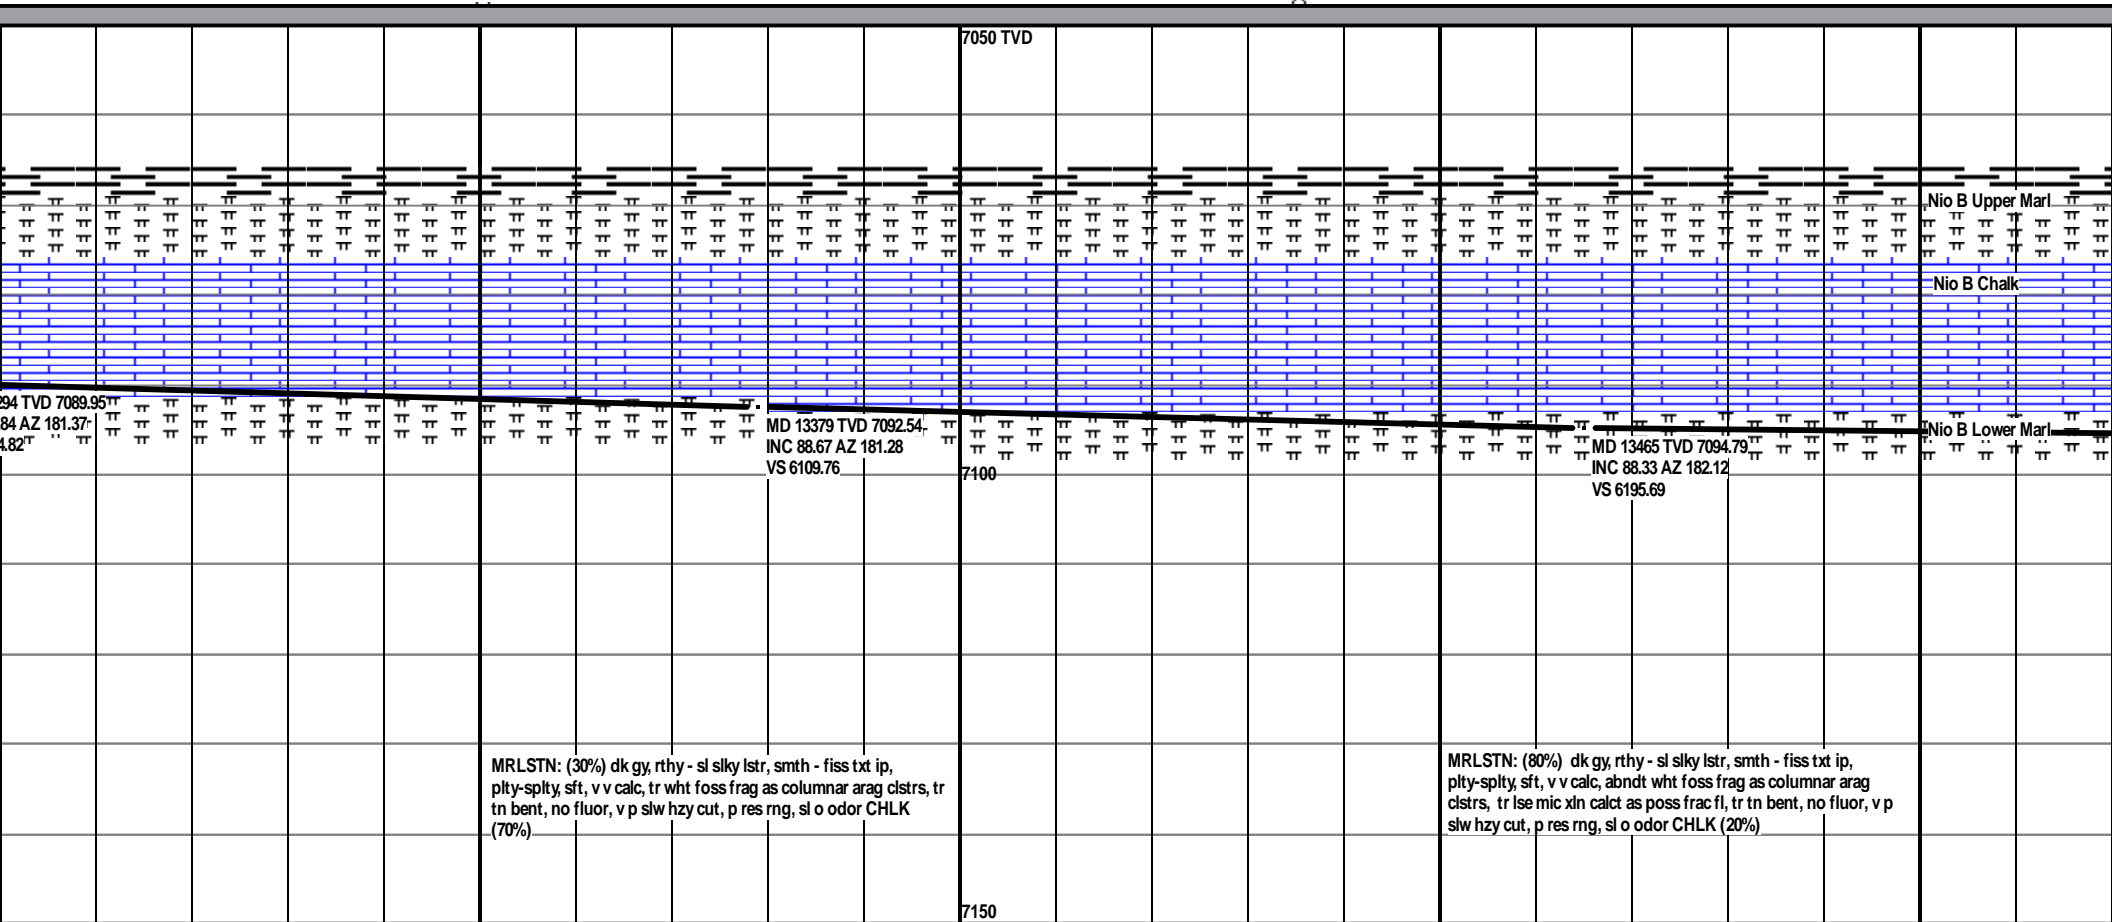 7050 TVD
Nio B Upper Marl
Nio B Chalk
294 TVD 7089.95
84 AZ 181.37
4.82
MD 13379 TVD 7092.54
INC 88.67 AZ 181.28
VS 6109.76
Nio B Lower Marl
MD 13465 TVD 7094.79
INC 88.33 AZ 182.12
VS 6195.69
7100
MRLSTN: (30%) dk gy, rthy - sl slky lstr, smth - fiss txt ip,
plty-splty, sft, v v calc, tr wht foss frag as columnar arag clstrs, tr
tn bent, no fluor, v p slw hzy cut, p res rng, sl o odor CHLK
(70%)
MRLSTN: (80%) dk gy, rthy - sl slky lstr, smth - fiss txt ip,
plty-splty, sft, v v calc, abndt wht foss frag as columnar arag
clstrs, tr lse mic xln calct as poss frac fl, tr tn bent, no fluor, v p
slw hzy cut, p res rng, sl o odor CHLK (20%)
7150